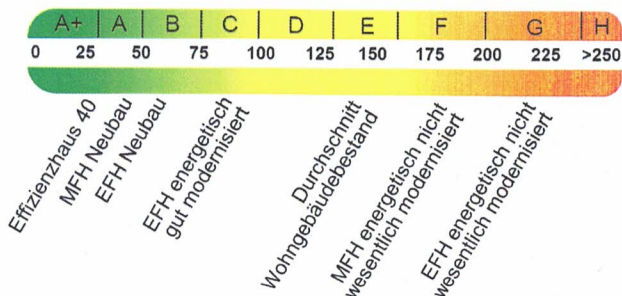 A+ A B C D E F G H
0 25 50 75 100 125 150 175 200 225 >250
Effizienzhaus 40
MFH Neubau
EFH Neubau
EFH energetisch
gut modernisiert
Durchschnitt
Wohngebäudebestand
MFH energetisch nicht
wesentlich modernisiert
EFH energetisch nicht
wesentlich modernisiert